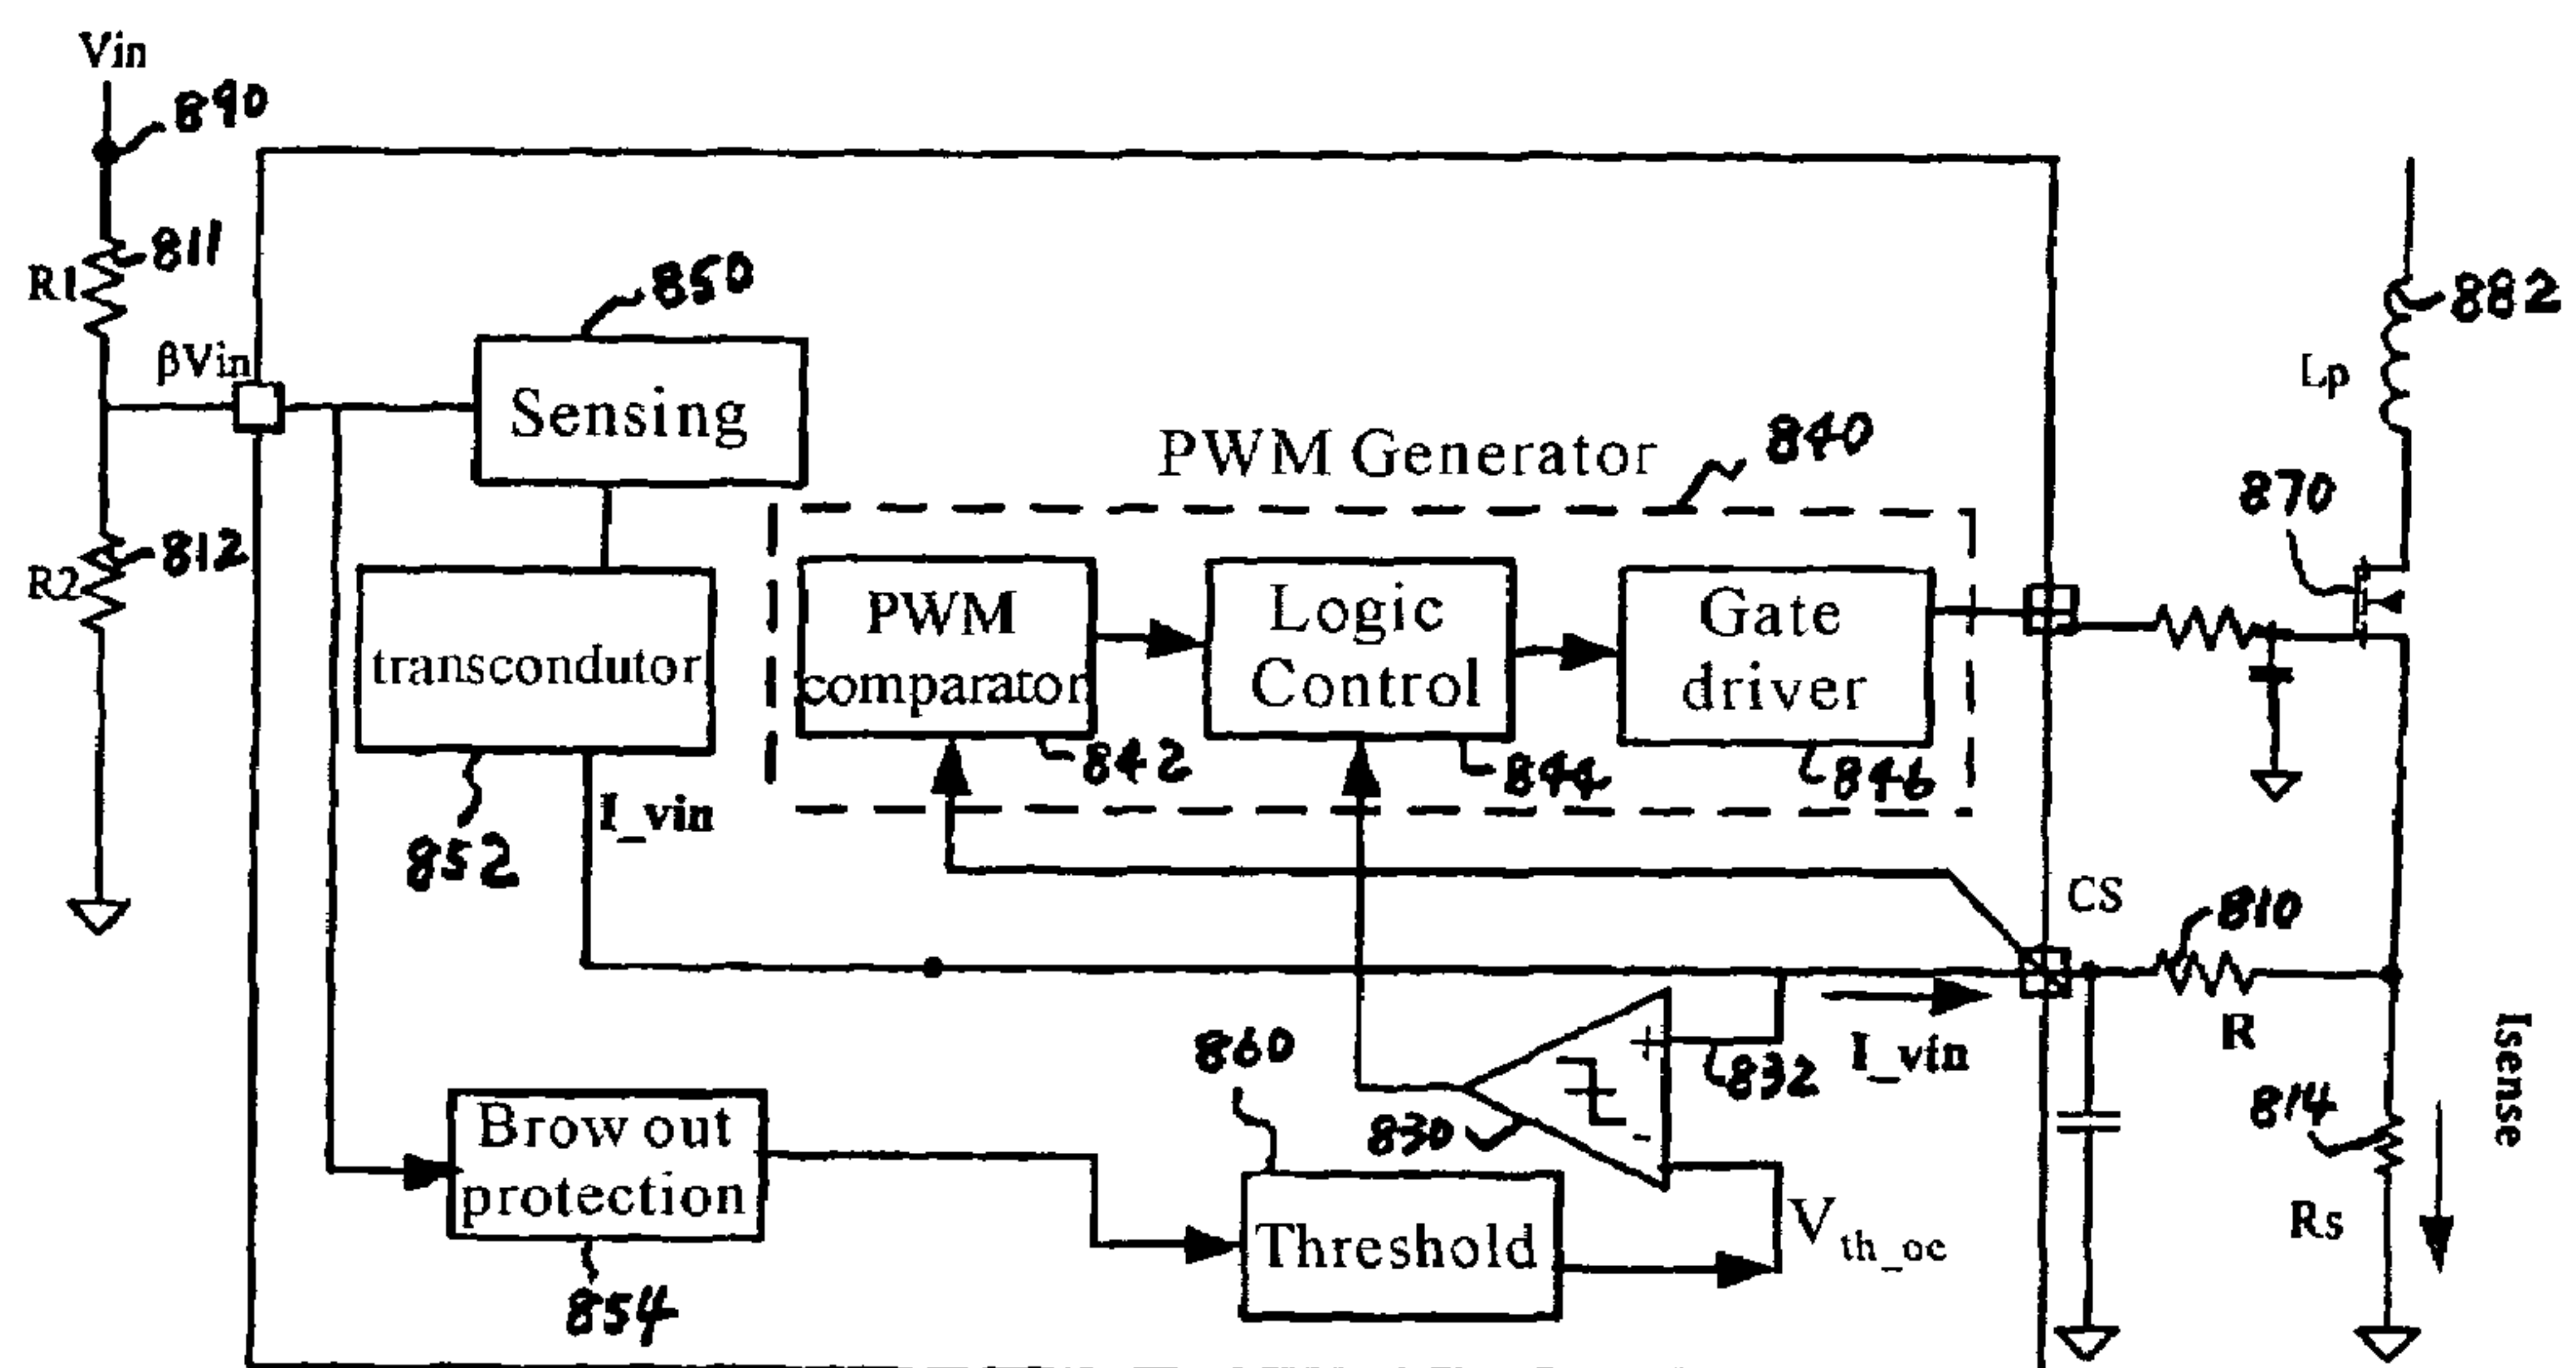 Vin
890
R1
811
βVin
850
Sensing
882
Lp
PWM Generator
840
870
R2
812
transcondutor
PWM
comparator
Logic
Control
Gate
driver
842
844
846
852
I_vin
CS
810
R
860
830
+
-
832
I_vin
Isense
814
Rs
Brow out
protection
854
Threshold
Vth_oc